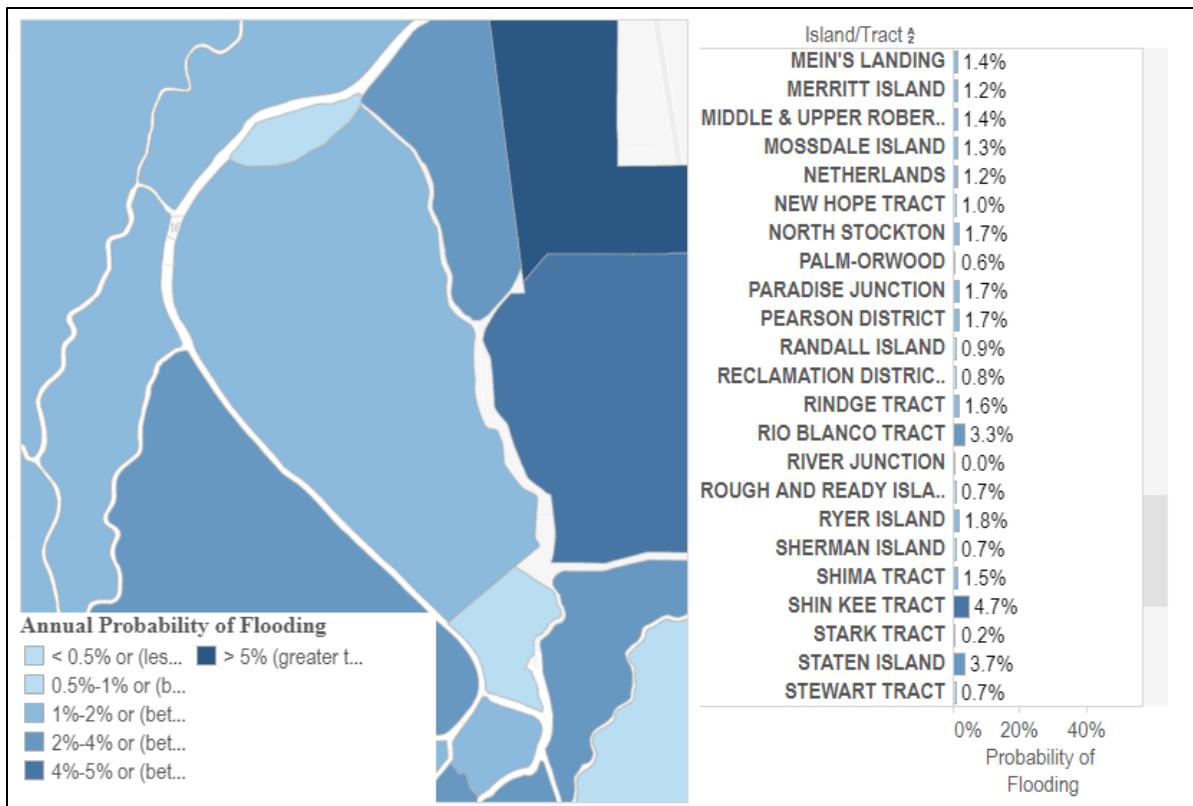 Island/Tract
MEIN'S LANDING 1.4%
MERRITT ISLAND 1.2%
MIDDLE & UPPER ROBER.. 1.4%
MOSSDALE ISLAND 1.3%
NETHERLANDS 1.2%
NEW HOPE TRACT 1.0%
NORTH STOCKTON 1.7%
PALM-ORWOOD 0.6%
PARADISE JUNCTION 1.7%
PEARSON DISTRICT 1.7%
RANDALL ISLAND 0.9%
RECLAMATION DISTRIC.. 0.8%
RINDGE TRACT 1.6%
RIO BLANCO TRACT 3.3%
RIVER JUNCTION 0.0%
ROUGH AND READY ISLA.. 0.7%
RYER ISLAND 1.8%
SHERMAN ISLAND 0.7%
SHIMA TRACT 1.5%
SHIN KEE TRACT 4.7%
STARK TRACT 0.2%
STATEN ISLAND 3.7%
STEWART TRACT 0.7%
0% 20% 40%
Probability of
Flooding
Annual Probability of Flooding
< 0.5% or (les... > 5% (greater t...
0.5%-1% or (b...
1%-2% or (bet...
2%-4% or (bet...
4%-5% or (bet...